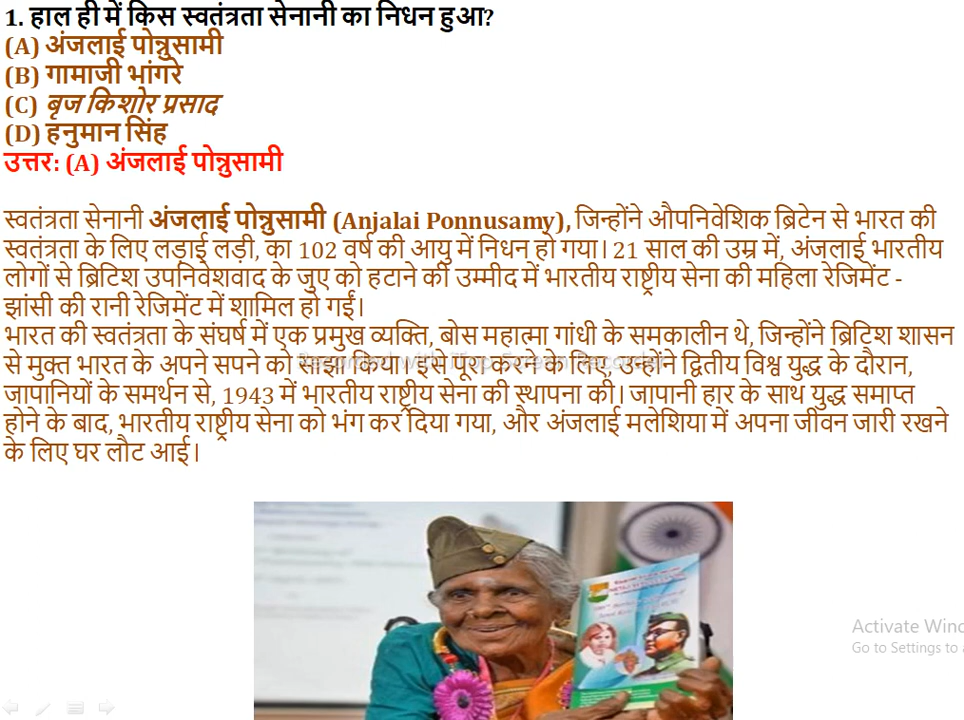 1. हाल ही में किस स्वतंत्रता सेनानी का निधन हुआ?
(A) अंजलाई पोन्नुसामी
(B) गामाजी भांगरे
(C) बृज किशोर प्रसाद
(D) हनुमान सिंह
उत्तर: (A) अंजलाई पोन्नुसामी
स्वतंत्रता सेनानी अंजलाई पोन्नुसामी (Anjalai Ponnusamy), जिन्होंने औपनिवेशिक ब्रिटेन से भारत की
स्वतंत्रता के लिए लड़ाई लड़ी, का 102 वर्ष की आयु में निधन हो गया। 21 साल की उम्र में, अंजलाई भारतीय
लोगों से ब्रिटिश उपनिवेशवाद के जुए को हटाने की उम्मीद में भारतीय राष्ट्रीय सेना की महिला रेजिमेंट -
झांसी की रानी रेजिमेंट में शामिल हो गईं।
भारत की स्वतंत्रता के संघर्ष में एक प्रमुख व्यक्ति, बोस महात्मा गांधी के समकालीन थे, जिन्होंने ब्रिटिश शासन
से मुक्त भारत के अपने सपने को साझा किया। इसे पूरा करने के लिए, उन्होंने द्वितीय विश्व युद्ध के दौरान,
जापानियों के समर्थन से, 1943 में भारतीय राष्ट्रीय सेना की स्थापना की। जापानी हार के साथ युद्ध समाप्त
होने के बाद, भारतीय राष्ट्रीय सेना को भंग कर दिया गया, और अंजलाई मलेशिया में अपना जीवन जारी रखने
के लिए घर लौट आई।
Activate Wind
Go to Settings to